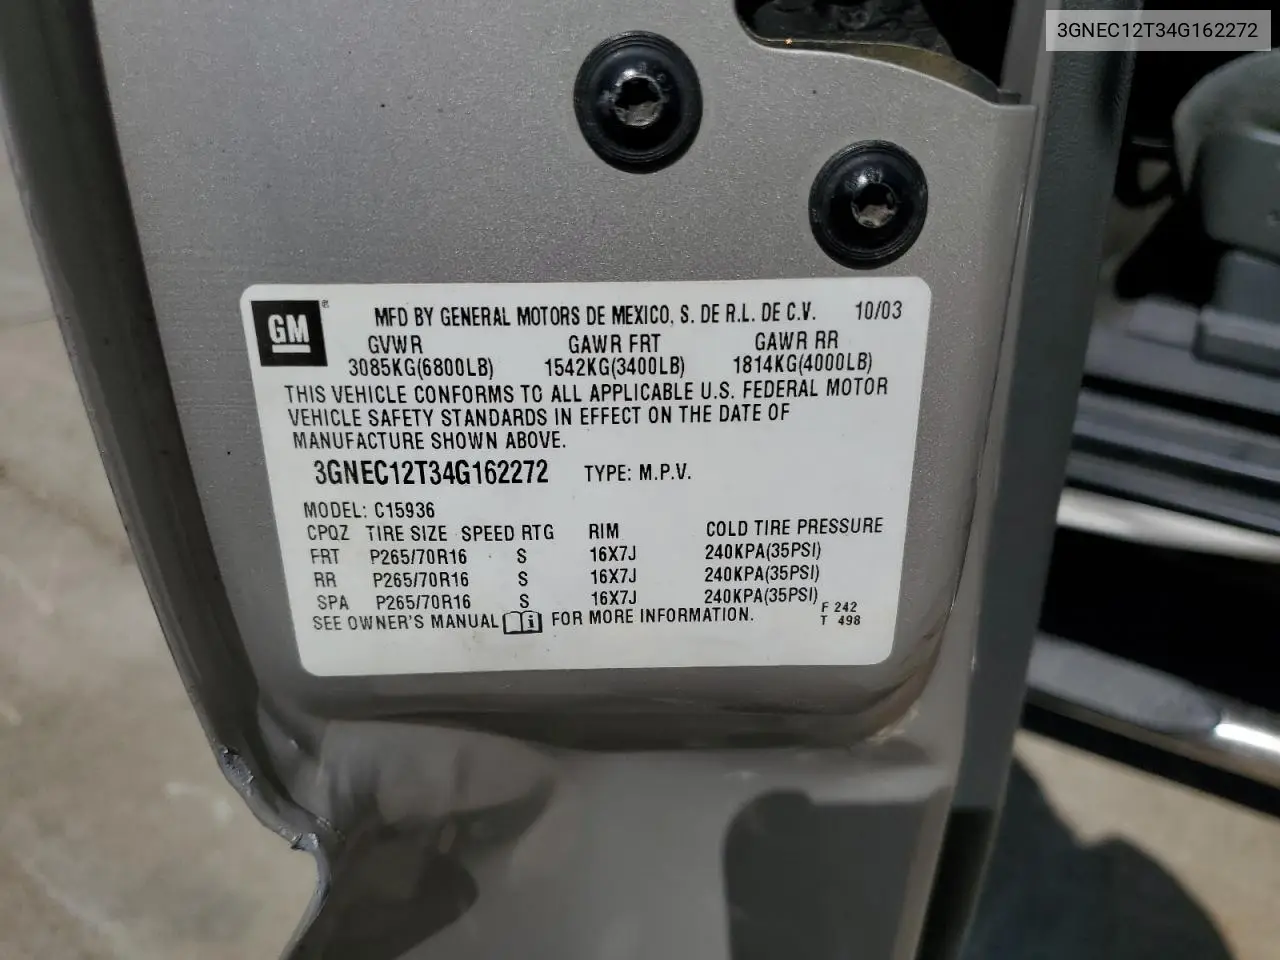 3GNEC12T34G162272
GM
®
MFD BY GENERAL MOTORS DE MEXICO, S. DE R.L. DE C.V. 10/03
GVWR GAWR FRT GAWR RR
3085KG(6800LB) 1542KG(3400LB) 1814KG(4000LB)
THIS VEHICLE CONFORMS TO ALL APPLICABLE U.S. FEDERAL MOTOR
VEHICLE SAFETY STANDARDS IN EFFECT ON THE DATE OF
MANUFACTURE SHOWN ABOVE.
3GNEC12T34G162272 TYPE: M.P.V.
MODEL: C15936
CPQZ TIRE SIZE SPEED RTG RIM COLD TIRE PRESSURE
FRT P265/70R16 S 16X7J 240KPA(35PSI)
RR P265/70R16 S 16X7J 240KPA(35PSI)
SPA P265/70R16 S 16X7J 240KPA(35PSI)
SEE OWNER'S MANUAL i FOR MORE INFORMATION.
F 242
T 498